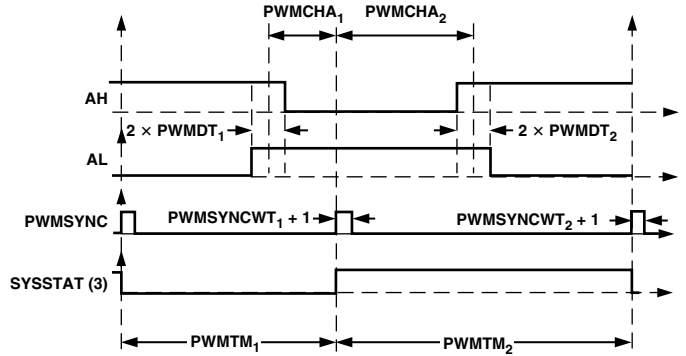 PWMCHA₁ PWMCHA₂
AH
2 × PWMDT₁ 2 × PWMDT₂
AL
PWMSYNC PWMSYNCWT₁ + 1 PWMSYNCWT₂ + 1
SYSSTAT (3)
PWMTM₁ PWMTM₂